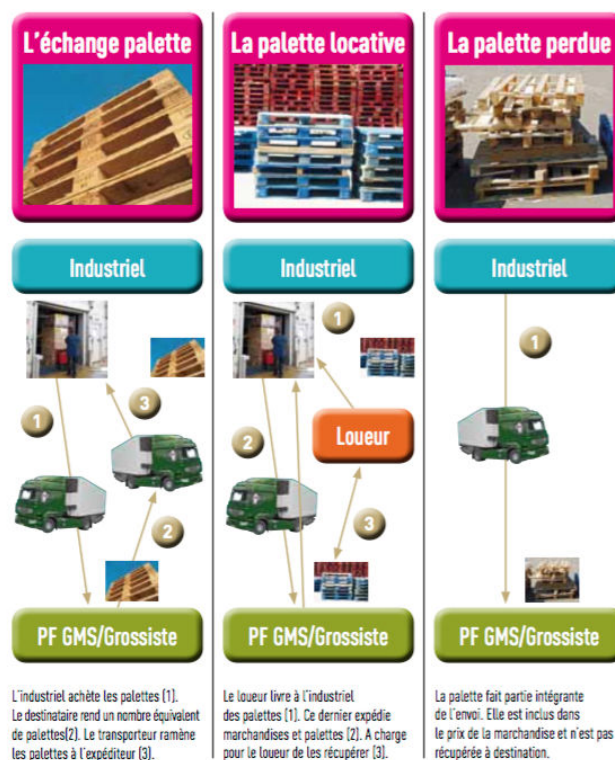 L'échange palette
Industriel
1
3
2
PF GMS/Grossiste
L'industriel achète les palettes (1).
Le destinataire rend un nombre équivalent
de palettes(2). Le transporteur ramène
les palettes à l'expéditeur (3).
La palette locative
Industriel
1
2
Loueur
3
PF GMS/Grossiste
Le loueur livre à l'industriel
des palettes (1). Ce dernier expédie
marchandises et palettes (2). A charge
pour le loueur de les récupérer (3).
La palette perdue
Industriel
1
PF GMS/Grossiste
La palette fait partie intégrante
de l'envoi. Elle est inclus dans
le prix de la marchandise et n'est pas
récupérée à destination.